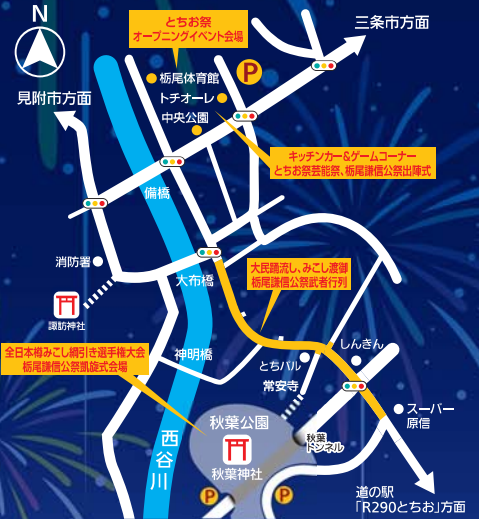 N
とちお祭
オープニングイベント会場
三条市方面
見附市方面
栃尾体育館
P
トチオーレ
中央公園
キッチンカー&ゲームコーナー
とちお祭芸能祭、栃尾謙信公祭出陣式
備橋
消防署
大布橋
大民踊流し、みこし渡御
栃尾謙信公祭武者行列
諏訪神社
全日本樽みこし綱引き選手権大会
栃尾謙信公祭凱旋式会場
神明橋
とちパル
しんきん
常安寺
秋葉公園
秋葉
トンネル
スーパー
原信
西谷川
秋葉神社
P
P
道の駅
「R290とちお」方面